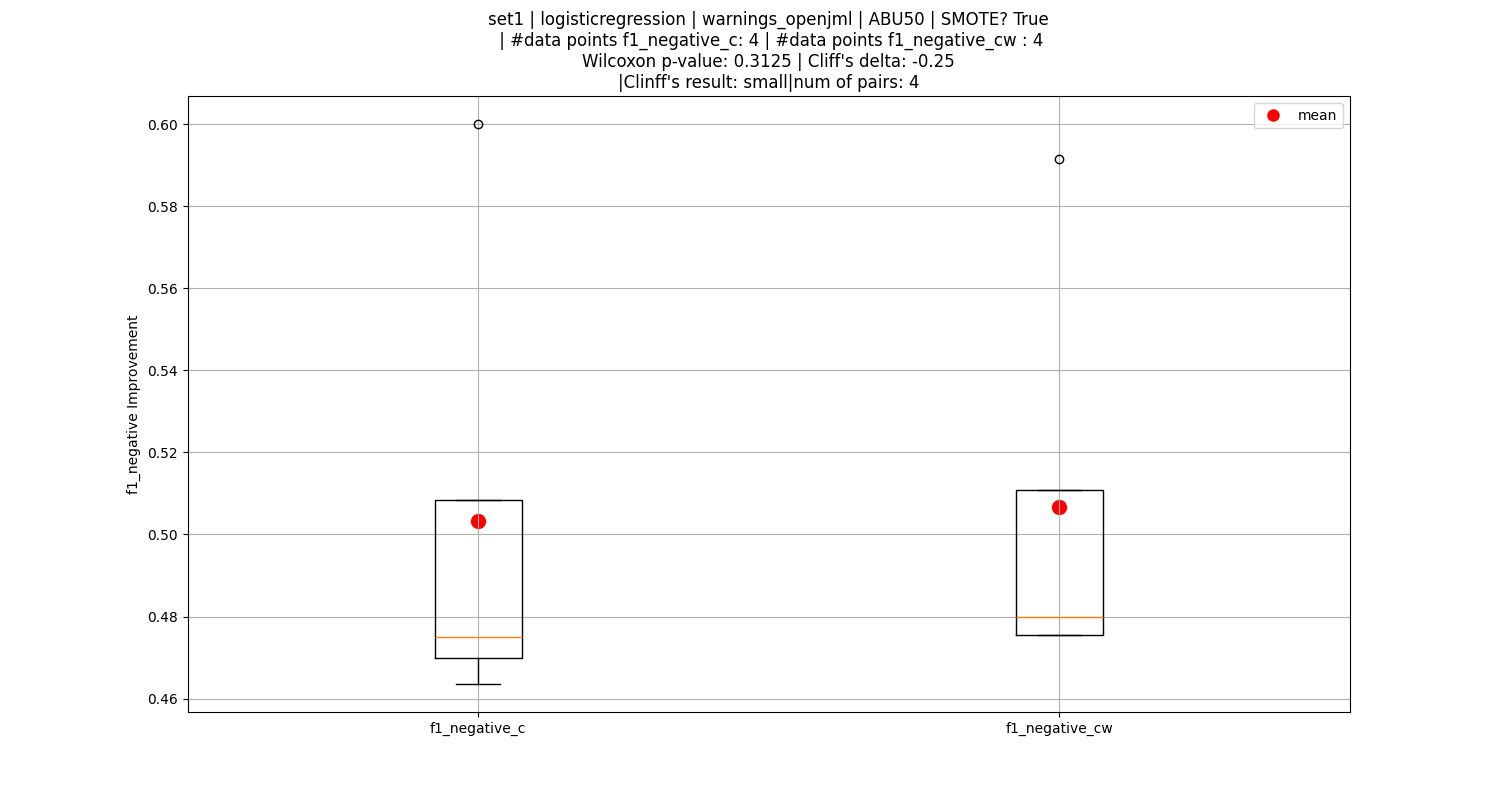 set1 | logisticregression | warnings_openjml | ABU50 | SMOTE? True
| #data points f1_negative_c: 4 | #data points f1_negative_cw : 4
Wilcoxon p-value: 0.3125 | Cliff's delta: -0.25
|Clinff's result: small|num of pairs: 4
mean
0.60
0.58
0.56
0.54
0.52
0.50
0.48
0.46
f1_negative Improvement
f1_negative_c
f1_negative_cw